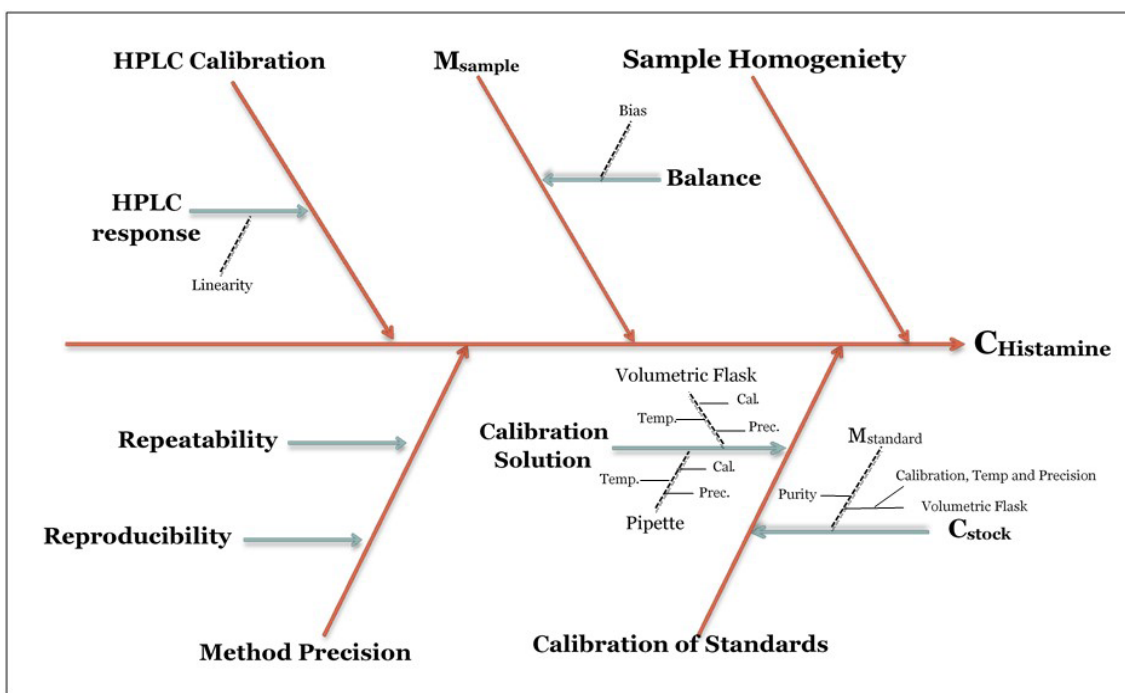 HPLC Calibration
Msample
Sample Homogeniety
Bias
Balance
HPLC
response
Linearity
CHistamine
Volumetric Flask
Cal.
Temp.
Prec.
Repeatability
Calibration
Solution
Mstandard
Cal.
Temp.
Prec.
Calibration, Temp and Precision
Purity
Volumetric Flask
Pipette
Reproducibility
Cstock
Method Precision
Calibration of Standards